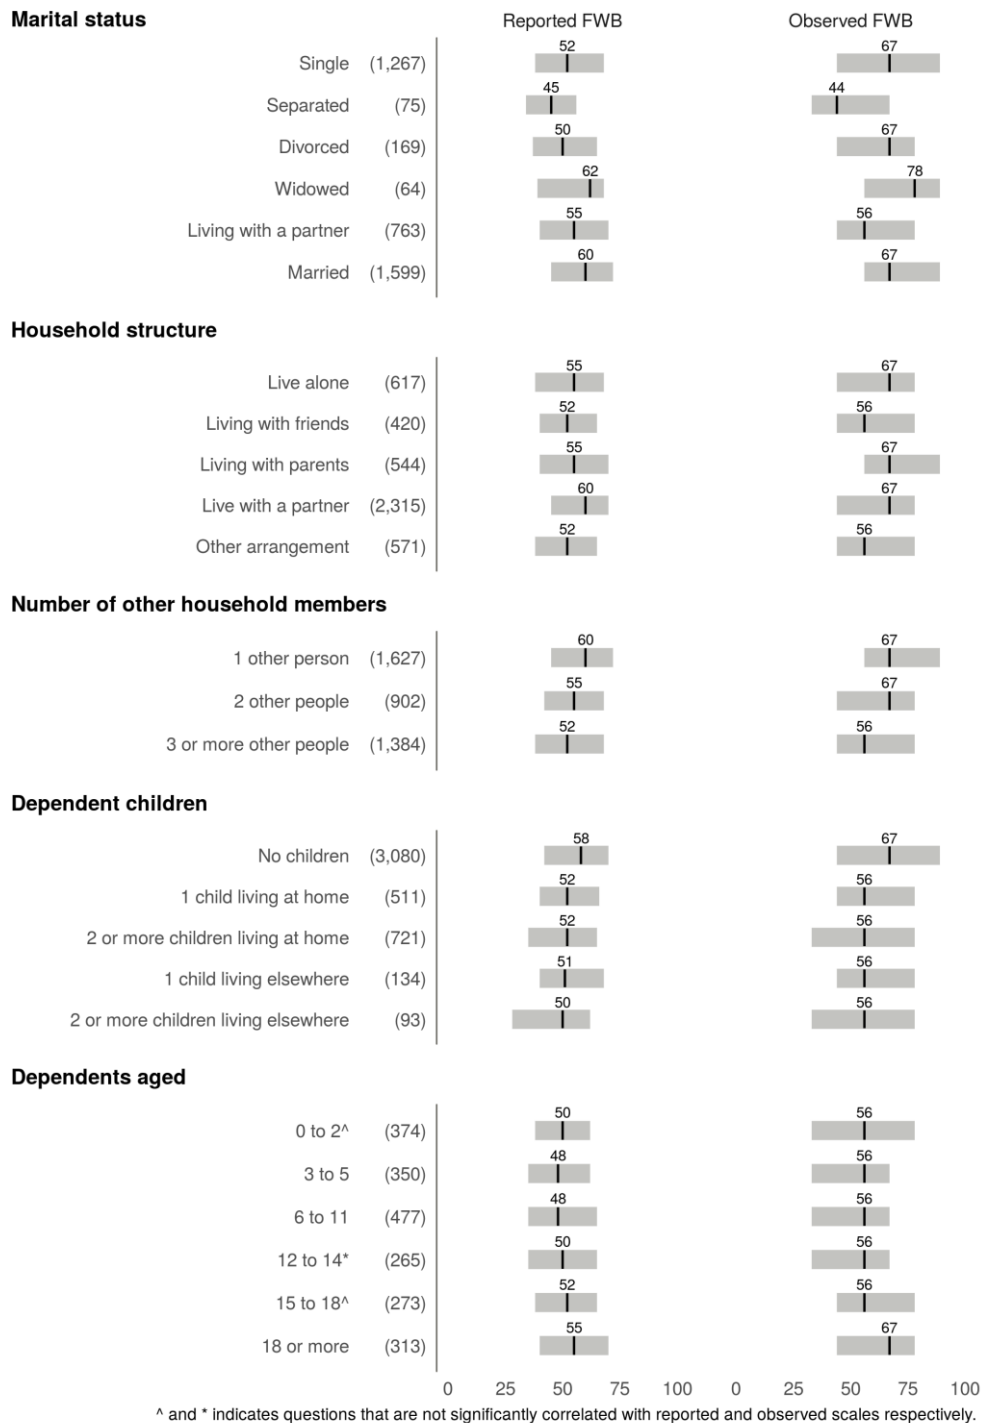 Marital status Reported FWB Observed FWB
Single (1,267) 52 67
Separated (75) 45 44
Divorced (169) 50 67
Widowed (64) 62 78
Living with a partner (763) 55 56
Married (1,599) 60 67
Household structure
Live alone (617) 55 67
Living with friends (420) 52 56
Living with parents (544) 55 67
Live with a partner (2,315) 60 67
Other arrangement (571) 52 56
Number of other household members
1 other person (1,627) 60 67
2 other people (902) 55 67
3 or more other people (1,384) 52 56
Dependent children
No children (3,080) 58 67
1 child living at home (511) 52 56
2 or more children living at home (721) 52 56
1 child living elsewhere (134) 51 56
2 or more children living elsewhere (93) 50 56
Dependents aged
0 to 2^ (374) 50 56
3 to 5 (350) 48 56
6 to 11 (477) 48 56
12 to 14* (265) 50 56
15 to 18^ (273) 52 56
18 or more (313) 55 67
0 25 50 75 100 0 25 50 75 100
^ and * indicates questions that are not significantly correlated with reported and observed scales respectively.